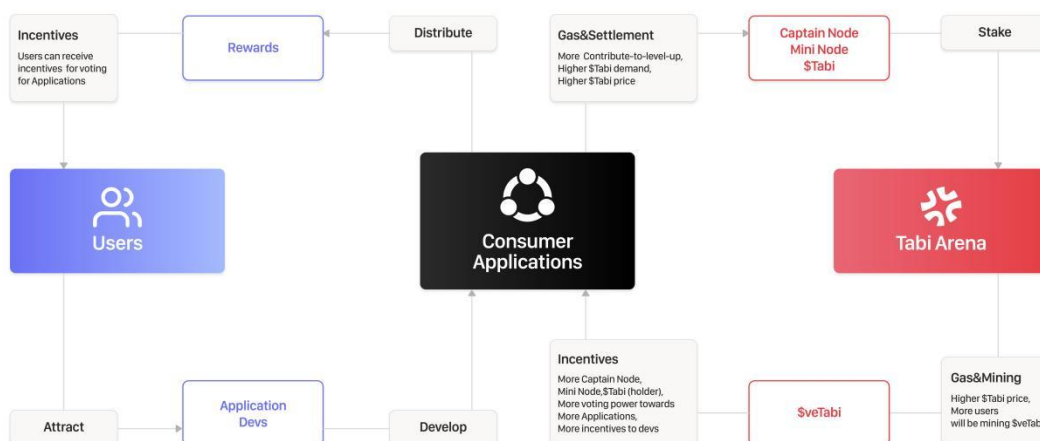 Incentives
Users can receive
incentives for voting
for Applications
Rewards
Distribute
Gas&Settlement
More Contribute-to-level-up,
Higher $Tabi demand,
Higher $Tabi price
Captain Node
Mini Node
$Tabi
Stake
Users
Consumer
Applications
Tabi Arena
Attract
Application
Devs
Develop
Incentives
More Captain Node,
Mini Node,$Tabi (holder),
More voting power towards
More Applications,
More incentives to devs
$veTabi
Gas&Mining
Higher $Tabi price,
More users
will be mining $veTab